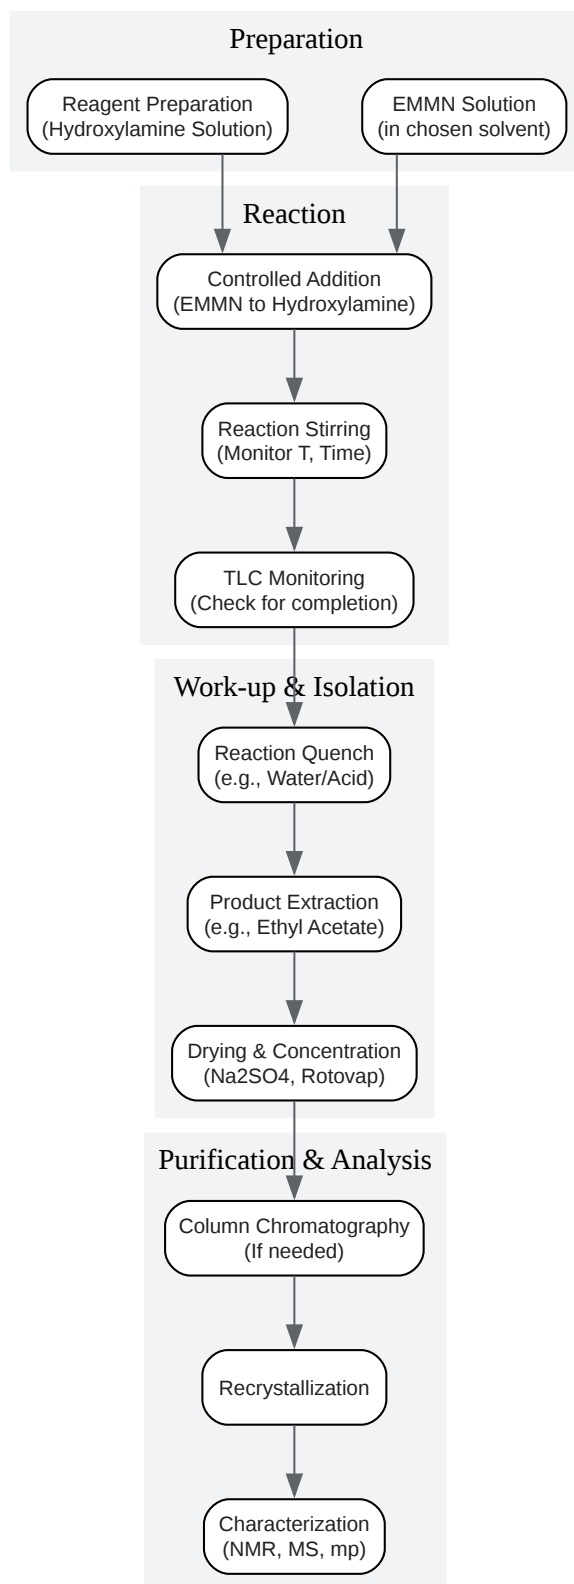 Preparation
Reagent Preparation
(Hydroxylamine Solution)
EMMN Solution
(in chosen solvent)
Reaction
Controlled Addition
(EMMN to Hydroxylamine)
Reaction Stirring
(Monitor T, Time)
TLC Monitoring
(Check for completion)
Work-up & Isolation
Reaction Quench
(e.g., Water/Acid)
Product Extraction
(e.g., Ethyl Acetate)
Drying & Concentration
(Na2SO4, Rotovap)
Purification & Analysis
Column Chromatography
(If needed)
Recrystallization
Characterization
(NMR, MS, mp)